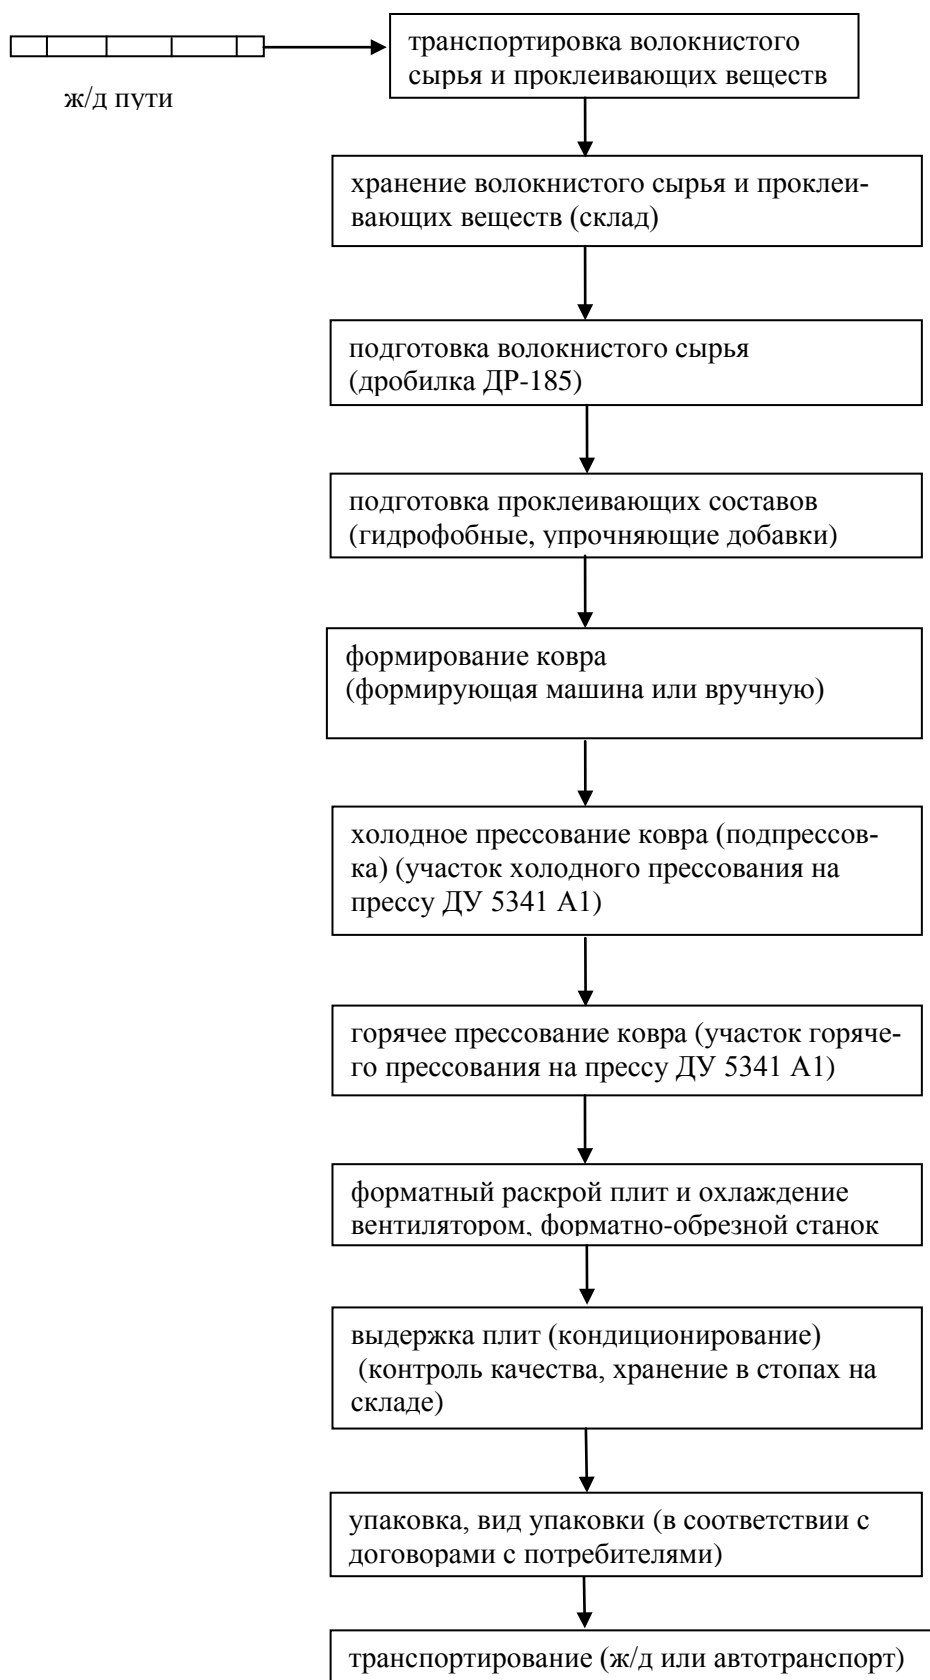 транспортировка волокнистого
сырья и проклеивающих веществ
ж/д пути
хранение волокнистого сырья и проклеи-
вающих веществ (склад)
подготовка волокнистого сырья
(дробилка ДР-185)
подготовка проклеивающих составов
(гидрофобные, упрочняющие добавки)
формирование ковра
(формирующая машина или вручную)
холодное прессование ковра (подпрессов-
ка) (участок холодного прессования на
прессу ДУ 5341 А1)
горячее прессование ковра (участок горяче-
го прессования на прессу ДУ 5341 А1)
форматный раскрой плит и охлаждение
вентилятором, форматно-обрезной станок
выдержка плит (кондиционирование)
(контроль качества, хранение в стопах на
складе)
упаковка, вид упаковки (в соответствии с
договорами с потребителями)
транспортирование (ж/д или автотранспорт)